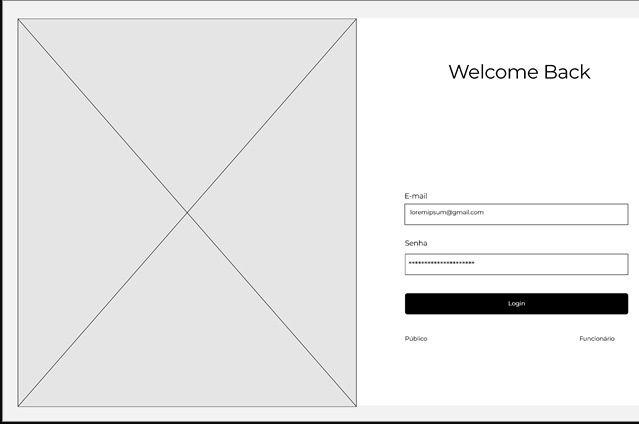 Welcome Back
E-mail
loremipsum@gmail.com
Senha
*********************
Login
Público Funcionário